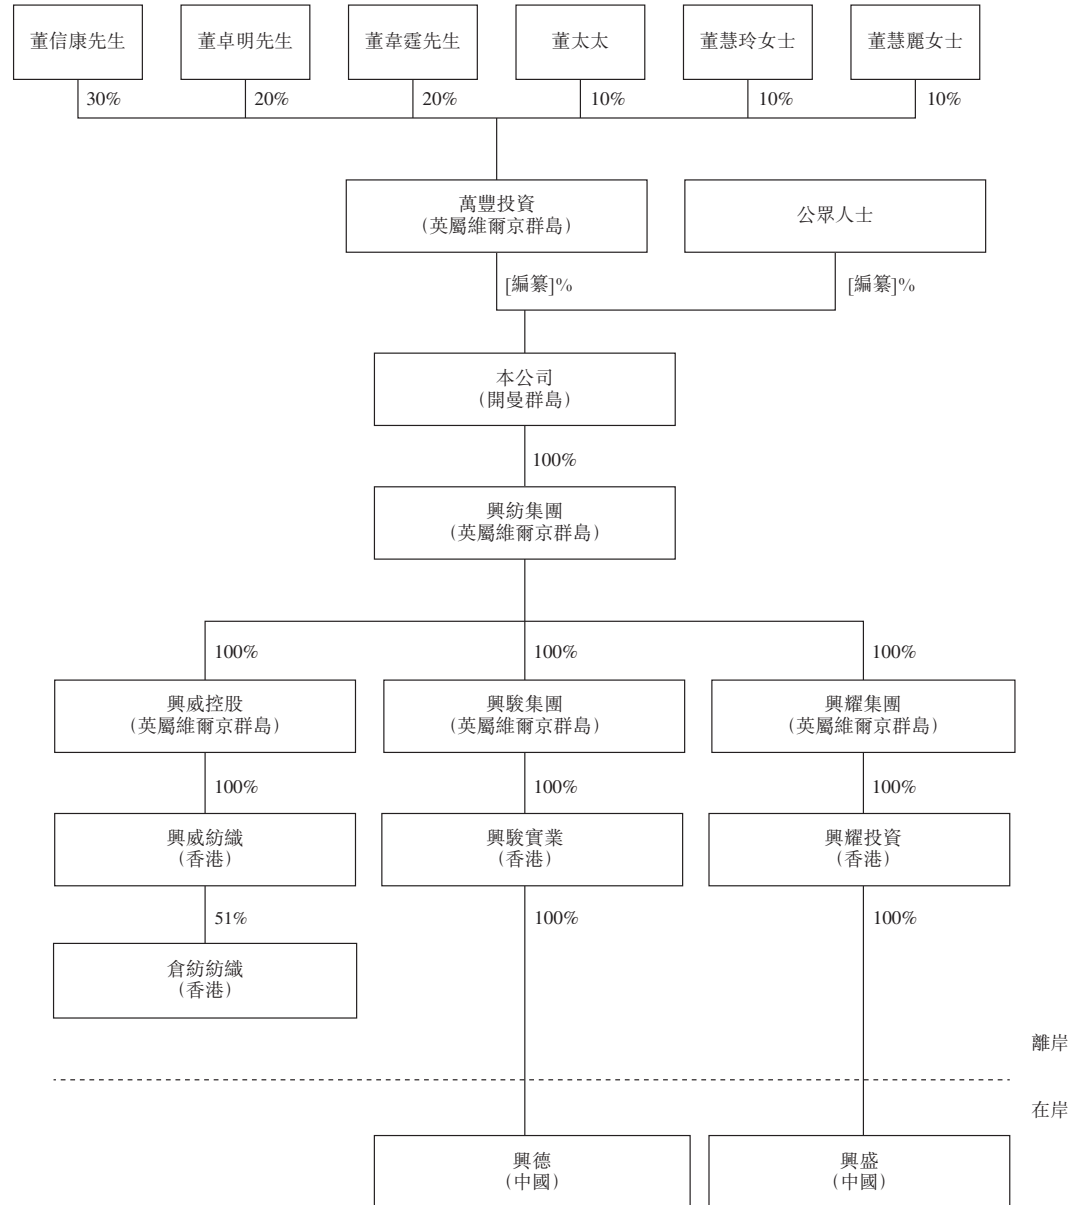 董信康先生
董卓明先生
董韋霆先生
董太太
董慧玲女士
董慧麗女士
30%
20%
20%
10%
10%
10%
萬豐投資
(英屬維爾京群島)
公眾人士
[編纂]%
[編纂]%
本公司
(開曼群島)
100%
興紡集團
(英屬維爾京群島)
100%
100%
100%
興威控股
(英屬維爾京群島)
興駿集團
(英屬維爾京群島)
興耀集團
(英屬維爾京群島)
100%
100%
100%
興威紡織
(香港)
興駿實業
(香港)
興耀投資
(香港)
51%
100%
100%
倉紡紡織
(香港)
離岸
在岸
興德
(中國)
興盛
(中國)